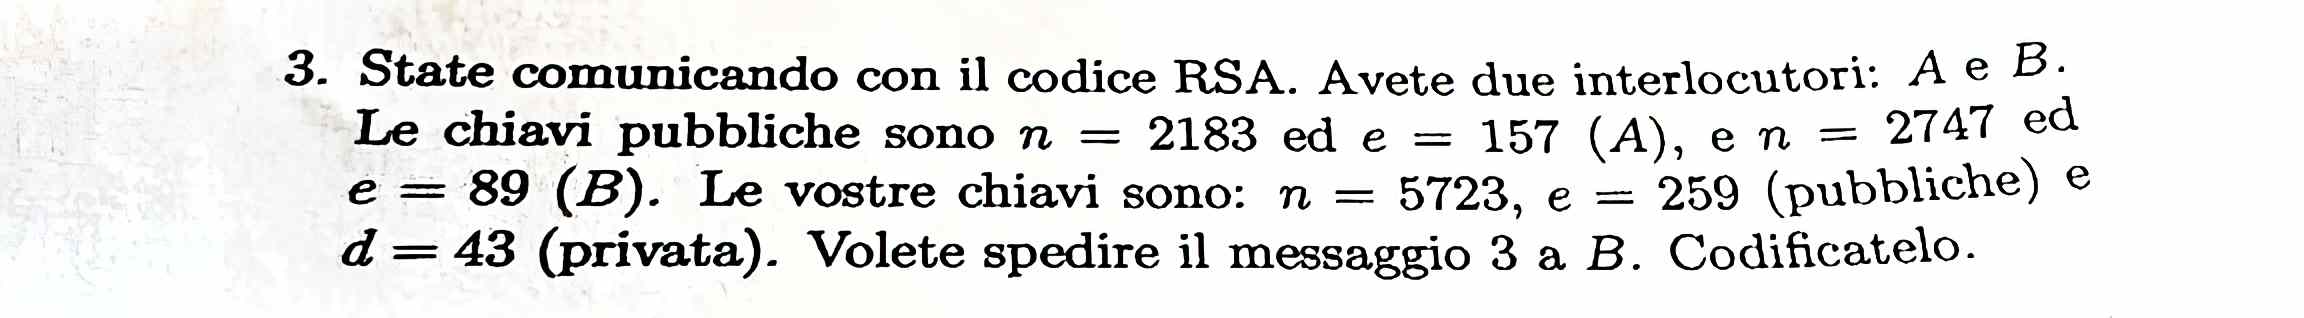 3. State comunicando con il codice RSA. Avete due interlocutori: A e B.
Le chiavi pubbliche sono n = 2183 ed e = 157 (A), e n = 2747 ed
e = 89 (B). Le vostre chiavi sono: n = 5723, e = 259 (pubbliche) e
d = 43 (privata). Volete spedire il messaggio 3 a B. Codificatelo.